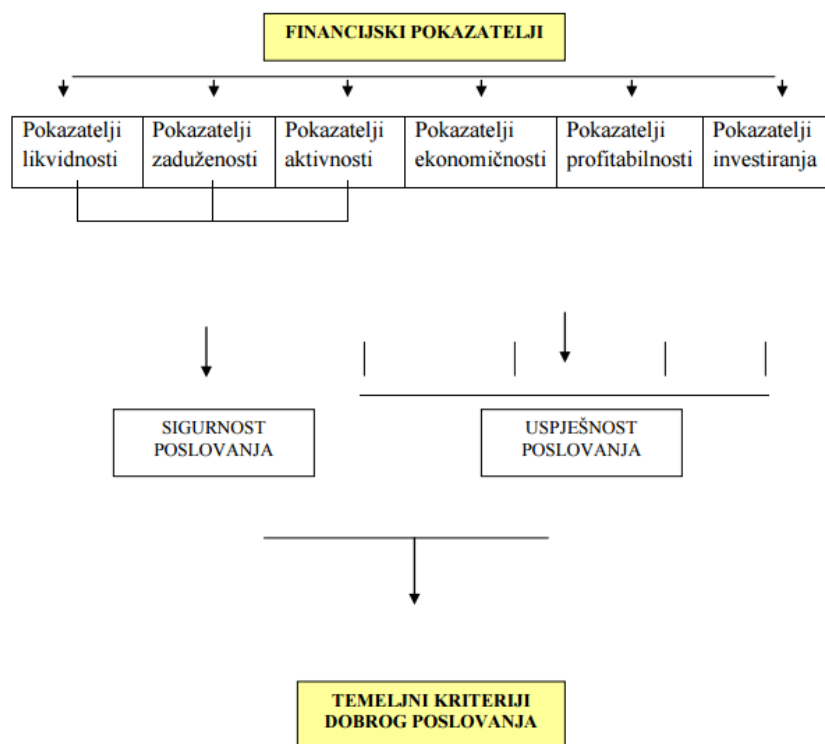 FINANCIJSKI POKAZATELJI
Pokazatelji likvidnosti
Pokazatelji zaduženosti
Pokazatelji aktivnosti
Pokazatelji ekonomičnosti
Pokazatelji profitabilnosti
Pokazatelji investiranja
SIGURNOST
POSLOVANJA
USPJEŠNOST
POSLOVANJA
TEMELJNI KRITERIJI
DOBROG POSLOVANJA